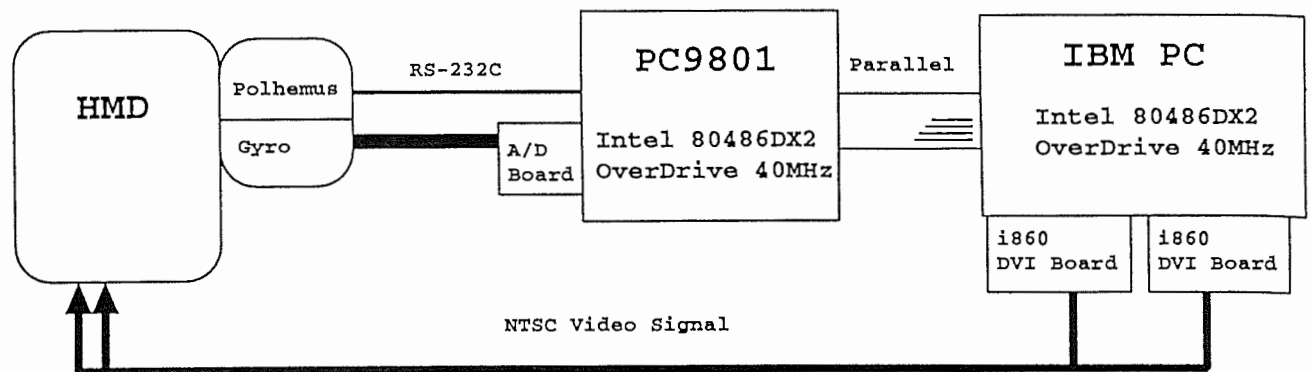 HMD
Polhemus
Gyro
RS-232C
A/D
Board
PC9801
Intel 80486DX2
OverDrive 40MHz
Parallel
IBM PC
Intel 80486DX2
OverDrive 40MHz
i860
DVI Board
i860
DVI Board
NTSC Video Signal